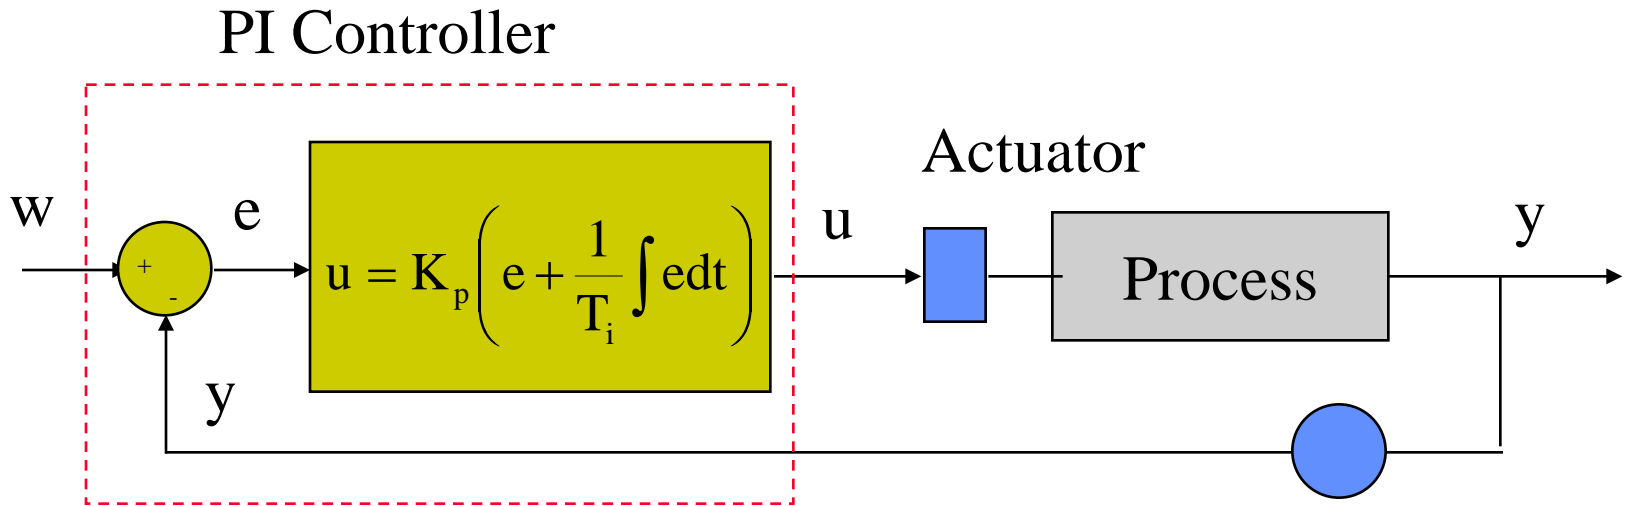 PI Controller
Actuator
w
+
-
e
u = K_p ( e + 1/T_i ∫ edt )
u
Process
y
y